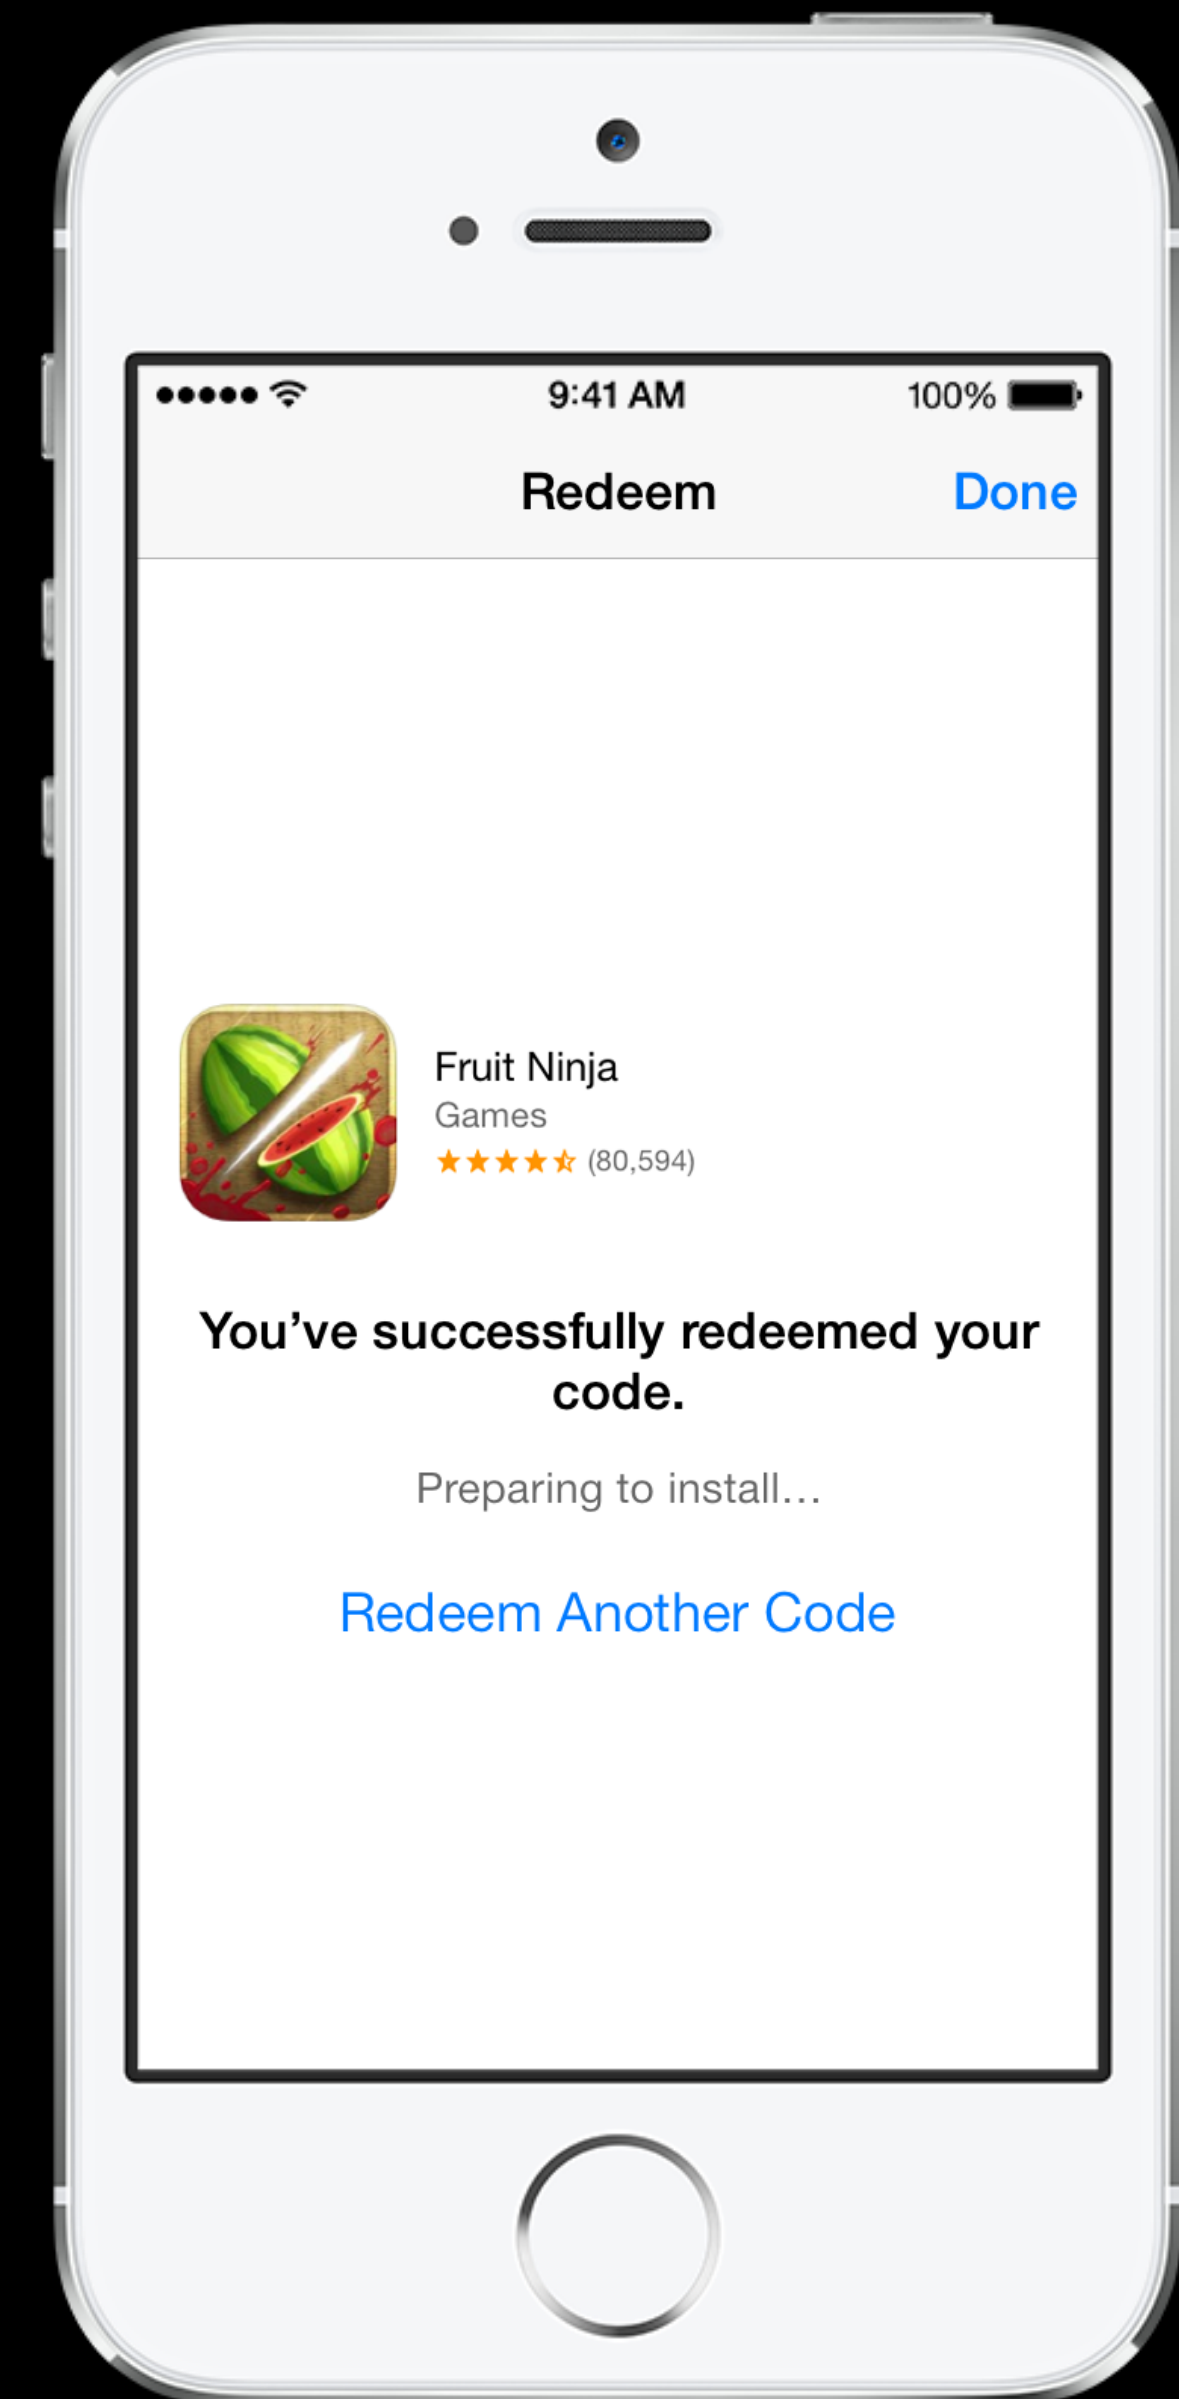 9:41 AM 100%
Redeem Done
Fruit Ninja
Games
(80,594)
You’ve successfully redeemed your
code.
Preparing to install…
Redeem Another Code